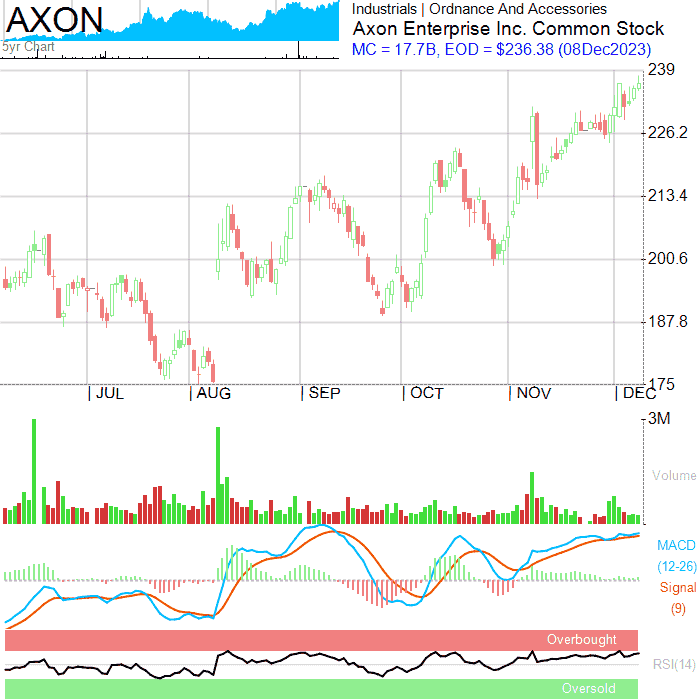 AXON
5yr Chart
Industrials | Ordnance And Accessories
Axon Enterprise Inc. Common Stock
MC = 17.7B, EOD = $236.38 (08Dec2023)
239
226.2
213.4
200.6
187.8
175
JUL AUG SEP OCT NOV DEC
3M
Volume
MACD
(12-26)
Signal
(9)
Overbought
RSI(14)
Oversold